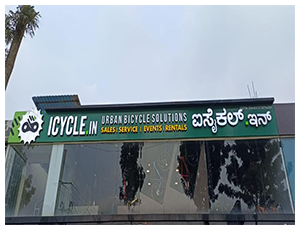 ICYCLE.IN
URBAN BICYCLE SOLUTIONS
SALES | SERVICE | EVENTS | RENTALS
ಐಸೈಕಲ್.ಇನ್